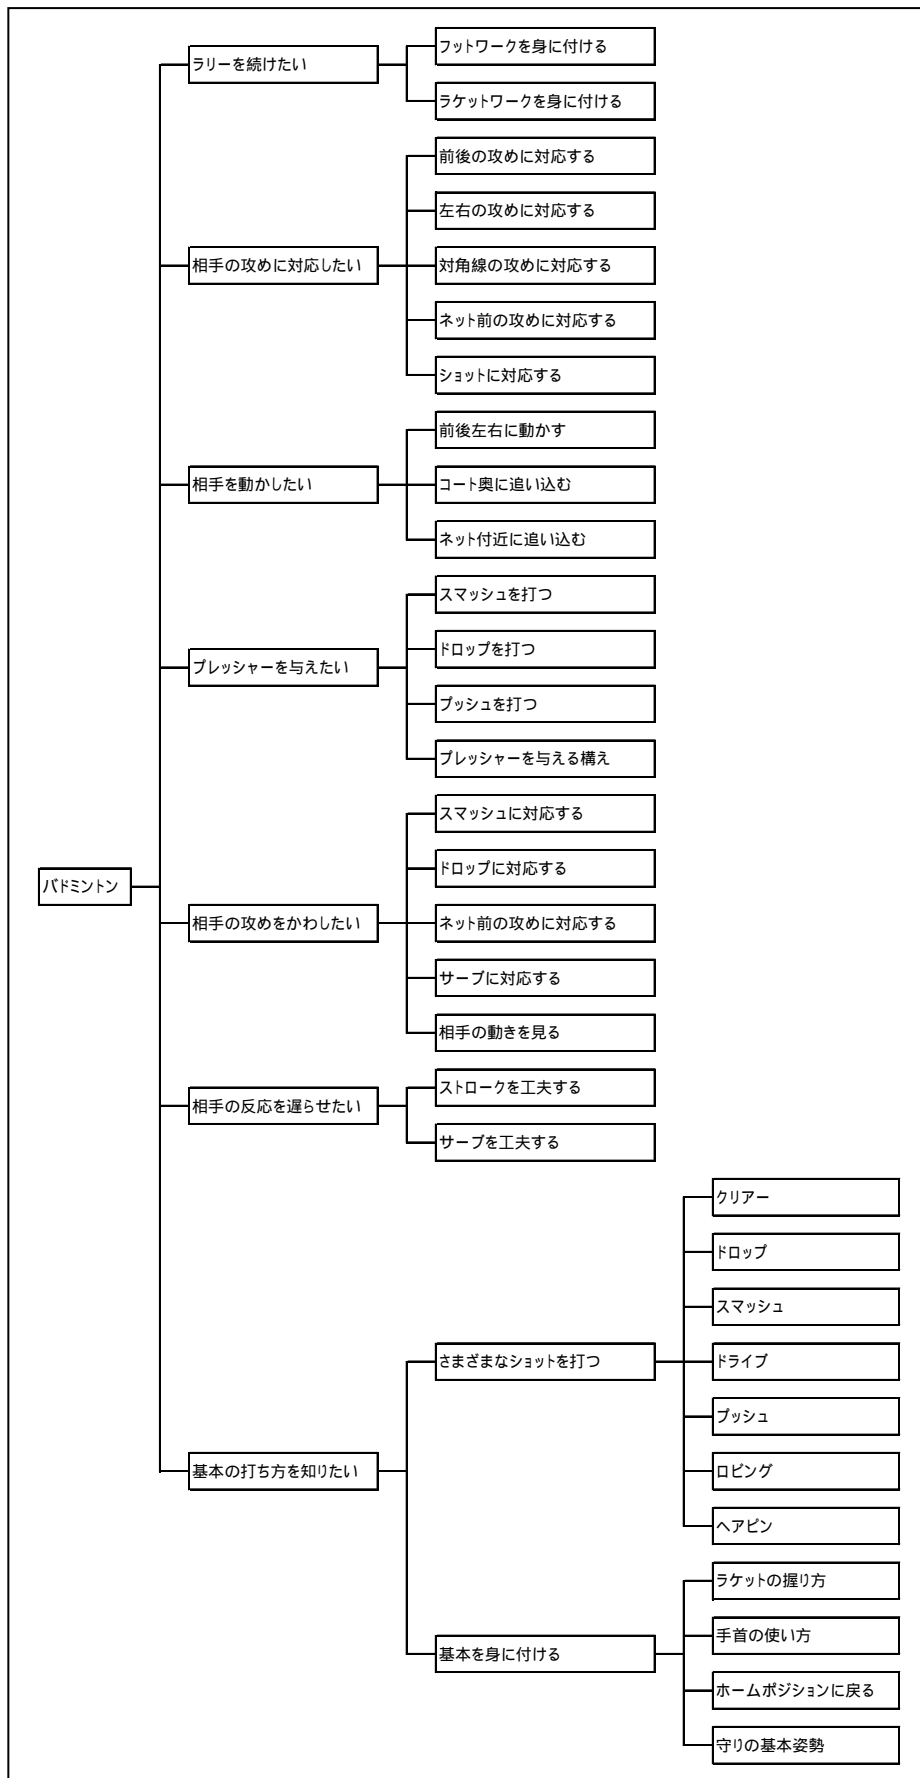 バドミントン
ラリーを続けたい
フットワークを身に付ける
ラケットワークを身に付ける
相手の攻めに対応したい
前後の攻めに対応する
左右の攻めに対応する
対角線の攻めに対応する
ネット前の攻めに対応する
ショットに対応する
相手を動かしたい
前後左右に動かす
コート奥に追い込む
ネット付近に追い込む
プレッシャーを与えたい
スマッシュを打つ
ドロップを打つ
プッシュを打つ
プレッシャーを与える構え
相手の攻めをかわしたい
スマッシュに対応する
ドロップに対応する
ネット前の攻めに対応する
サーブに対応する
相手の動きを見る
相手の反応を遅らせたい
ストロークを工夫する
サーブを工夫する
基本の打ち方を知りたい
さまざまなショットを打つ
クリアー
ドロップ
スマッシュ
ドライブ
プッシュ
ロビング
ヘアピン
基本を身に付ける
ラケットの握り方
手首の使い方
ホームポジションに戻る
守りの基本姿勢